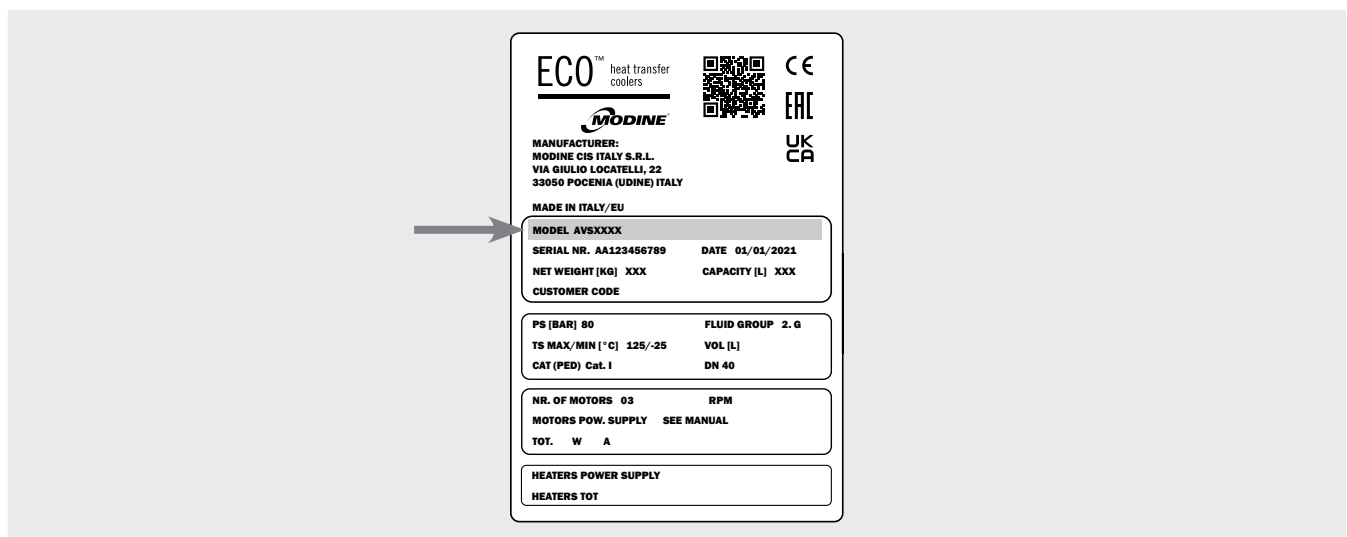 ECO™ heat transfer
coolers
MODINE
CE
EAC
UK
CA
MANUFACTURER:
MODINE CIS ITALY S.R.L.
VIA GIULIO LOCATELLI, 22
33050 POCENIA (UDINE) ITALY
MADE IN ITALY/EU
MODEL AVSXXXX
SERIAL NR. AA123456789 DATE 01/01/2021
NET WEIGHT [KG] XXX CAPACITY [L] XXX
CUSTOMER CODE
PS [BAR] 80 FLUID GROUP 2. G
TS MAX/MIN [°C] 125/-25 VOL [L]
CAT (PED) Cat. I DN 40
NR. OF MOTORS 03 RPM
MOTORS POW. SUPPLY SEE MANUAL
TOT. W A
HEATERS POWER SUPPLY
HEATERS TOT